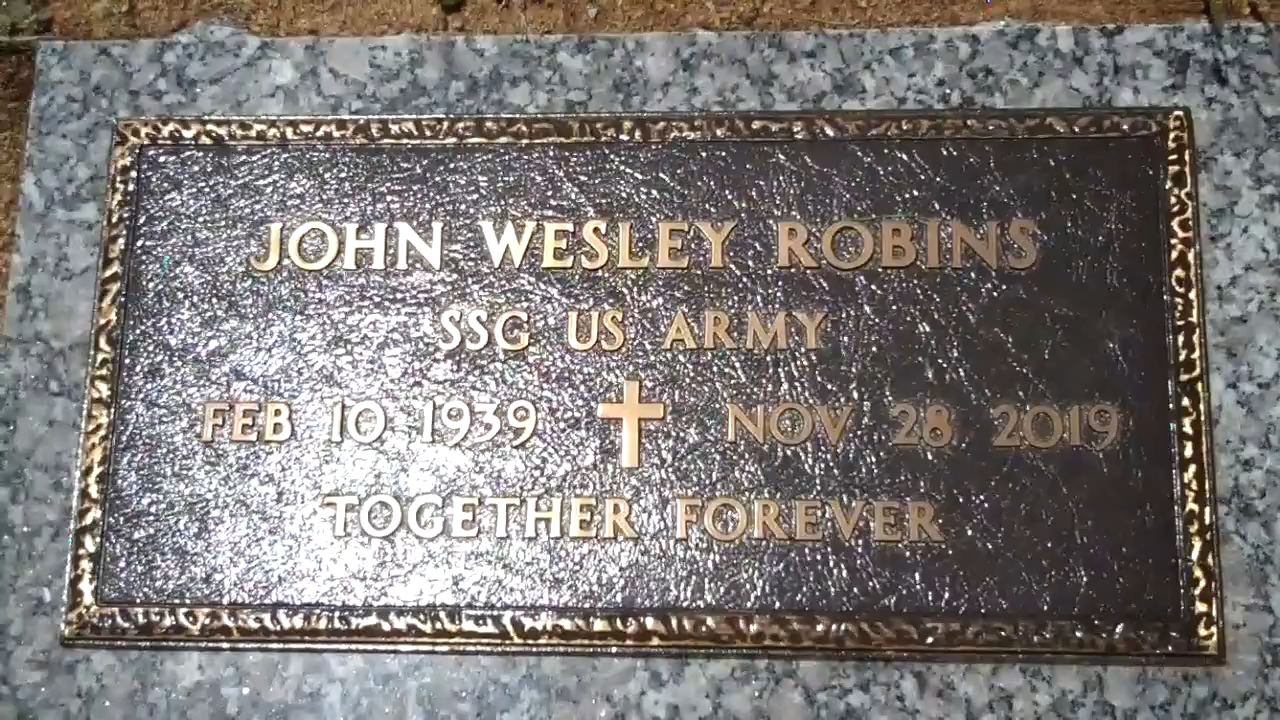 JOHN WESLEY ROBINS
SSG US ARMY
FEB 10 1939 NOV 28 2019
TOGETHER FOREVER